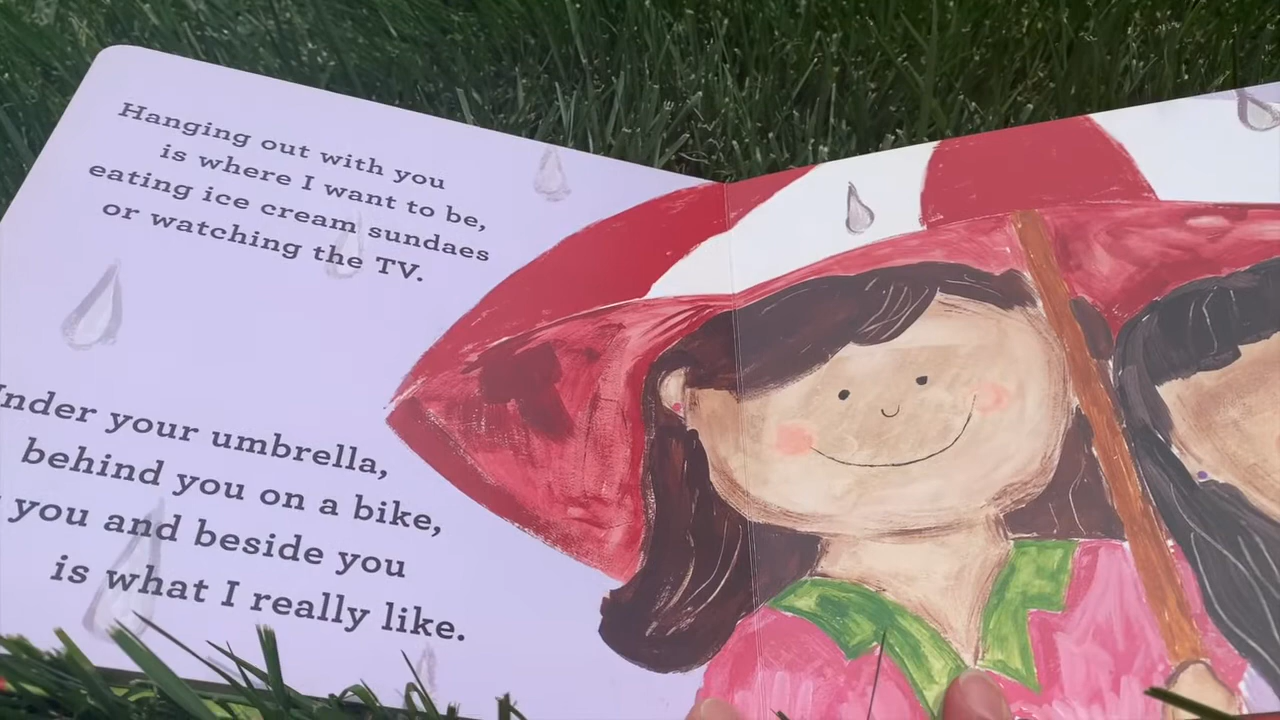 Hanging out with you
is where I want to be,
eating ice cream sundaes
or watching the TV.
nder your umbrella,
behind you on a bike,
you and beside you
is what I really like.